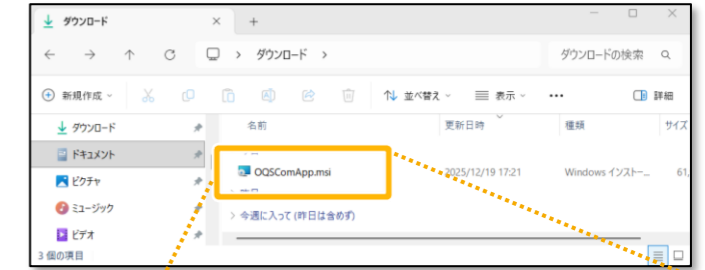 ダウンロード
ダウンロード
ダウンロードの検索
新規作成
並べ替え
表示
詳細
名前
更新日時
種類
サイズ
ダウンロード
ドキュメント
ピクチャ
ミュージック
ビデオ
OQSComApp.msi
2025/12/19 17:21
Windows インストー...
61,
今週に入って (昨日は含めず)
3 個の項目